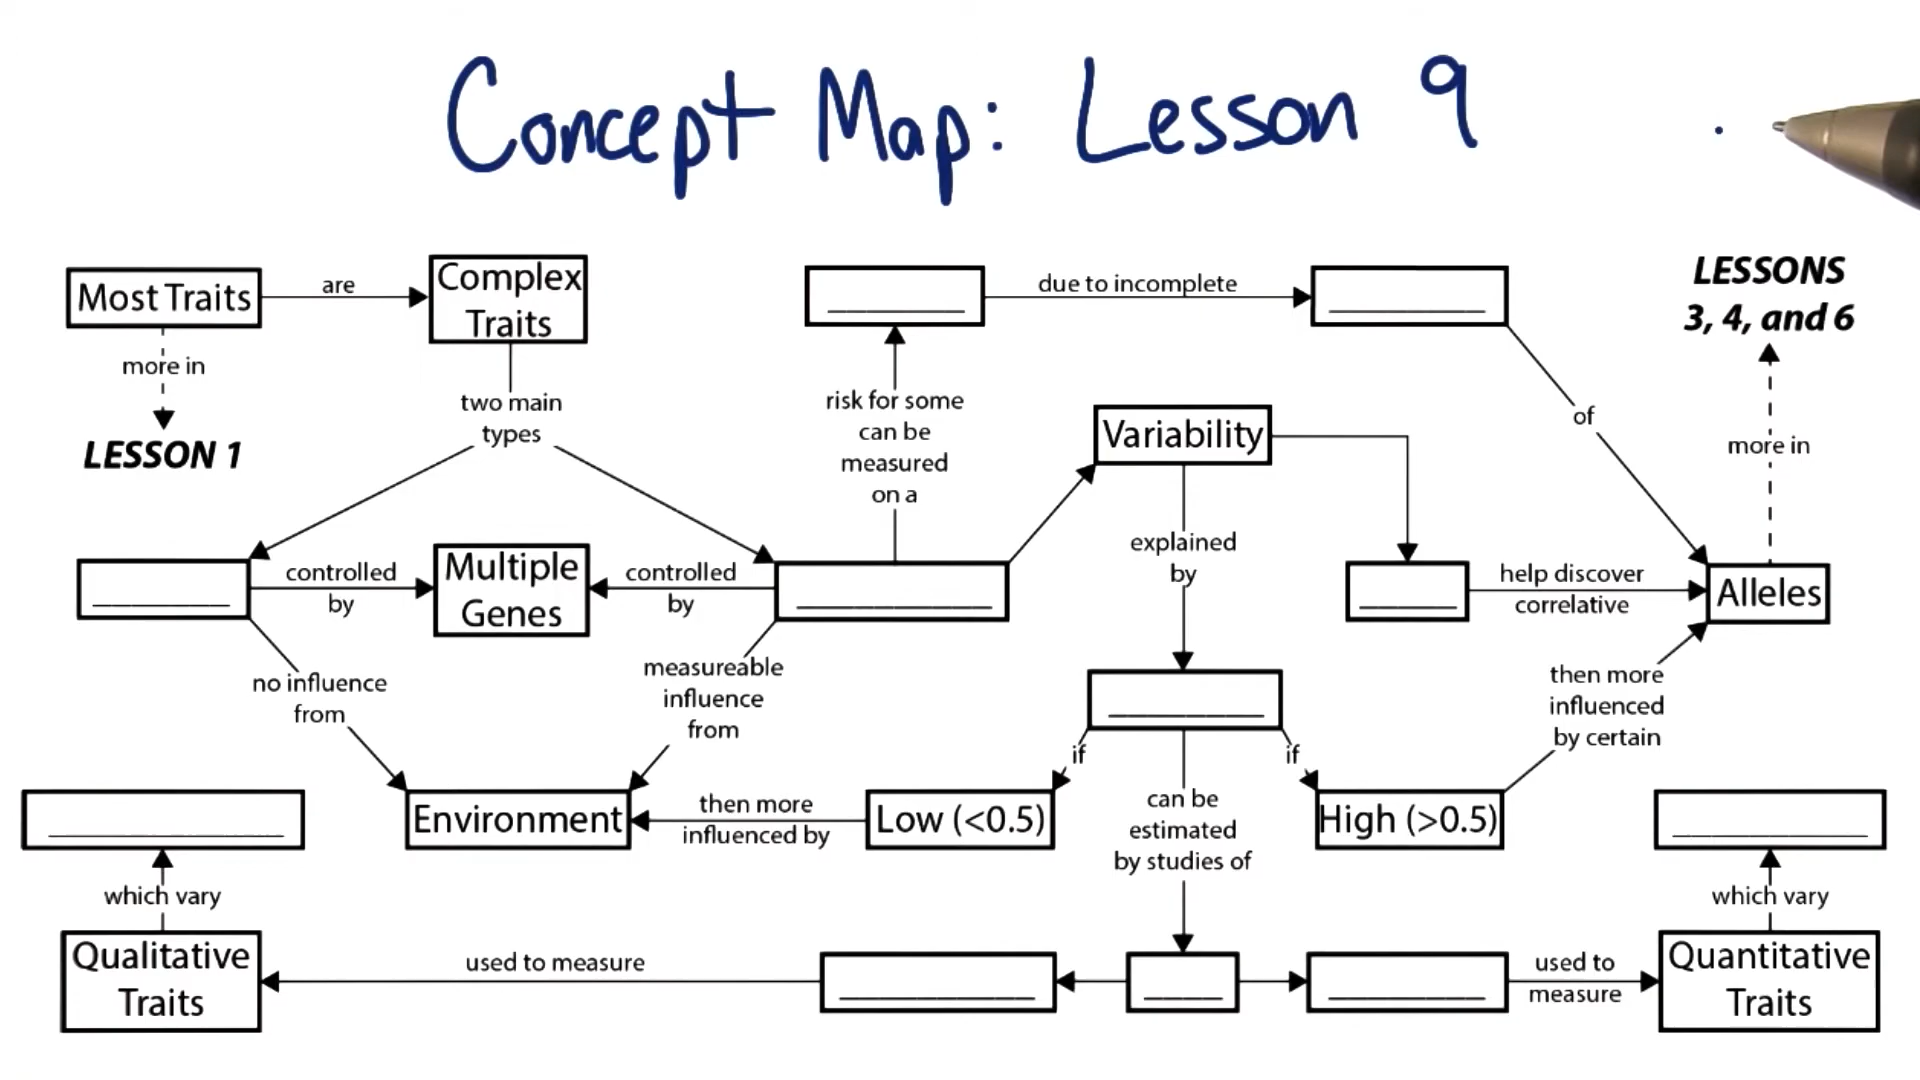 Concept Map: Lesson 9
Most Traits
are
Complex
Traits
due to incomplete
LESSONS
3, 4, and 6
more in
LESSON 1
two main
types
risk for some
can be
measured
on a
Variability
of
more in
controlled
by
Multiple
Genes
controlled
by
explained
by
help discover
correlative
Alleles
no influence
from
measureable
influence
from
if
if
then more
influenced
by certain
Environment
then more
influenced by
Low (<0.5)
can be
estimated
by studies of
High (>0.5)
which vary
which vary
Qualitative
Traits
used to measure
used to
measure
Quantitative
Traits